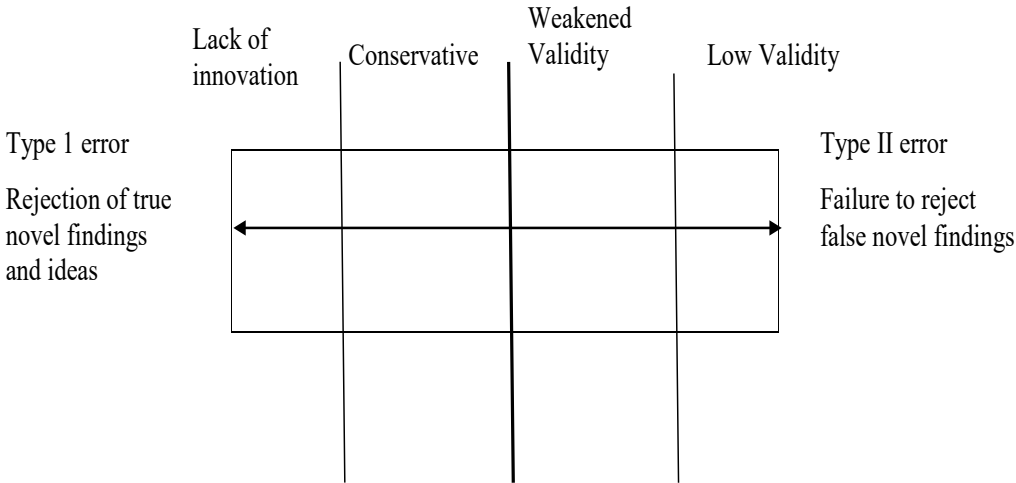 Lack of
innovation
Conservative
Weakened
Validity
Low Validity
Type 1 error
Rejection of true
novel findings
and ideas
Type II error
Failure to reject
false novel findings